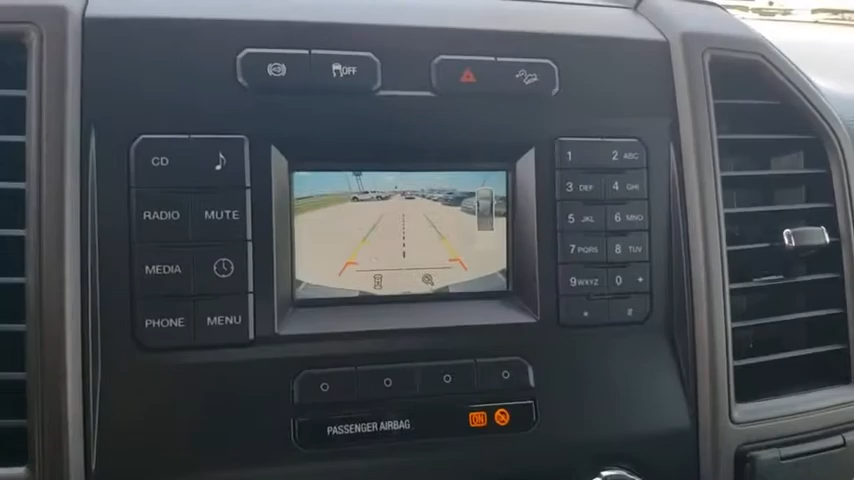 OFF
CD
RADIO MUTE
MEDIA
PHONE MENU
1 2 ABC
3 DEF 4 GHI
5 JKL 6 MNO
7 PQRS 8 TUV
9 WXYZ 0 +
* #
PASSENGER AIRBAG ON